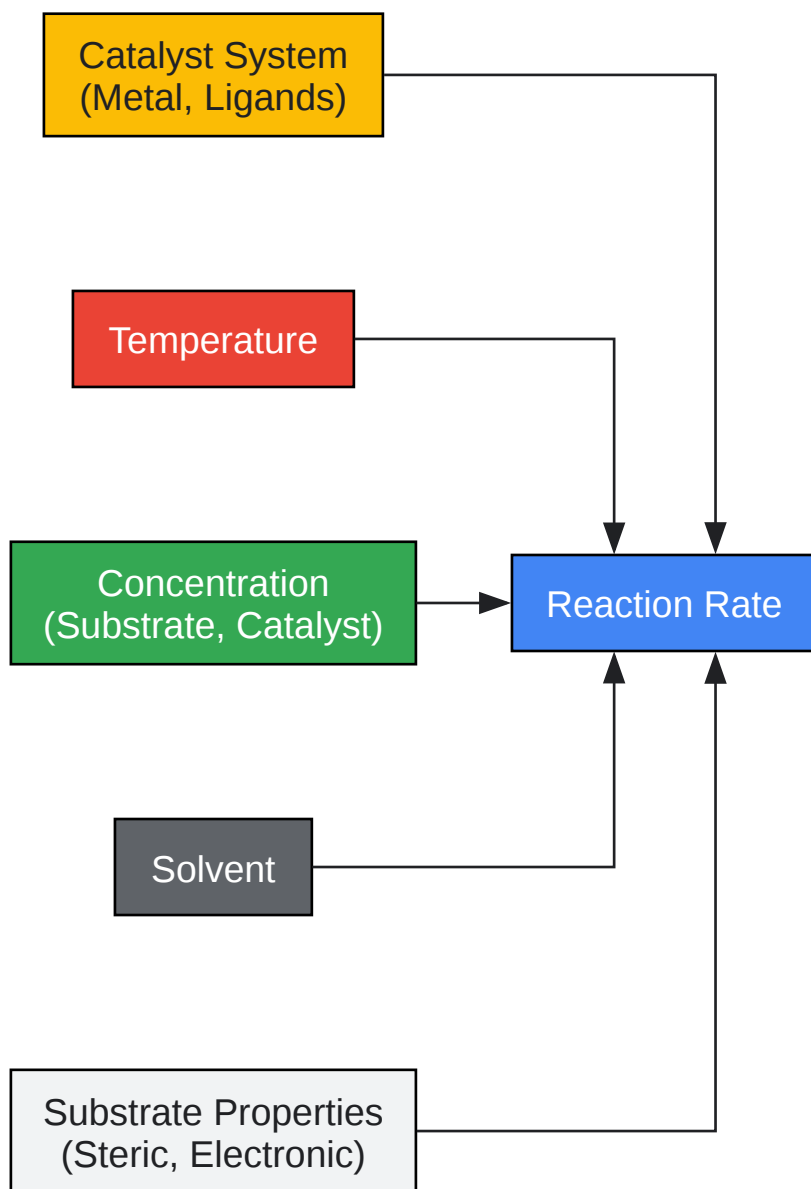 Catalyst System
(Metal, Ligands)
Temperature
Concentration
(Substrate, Catalyst)
Reaction Rate
Solvent
Substrate Properties
(Steric, Electronic)